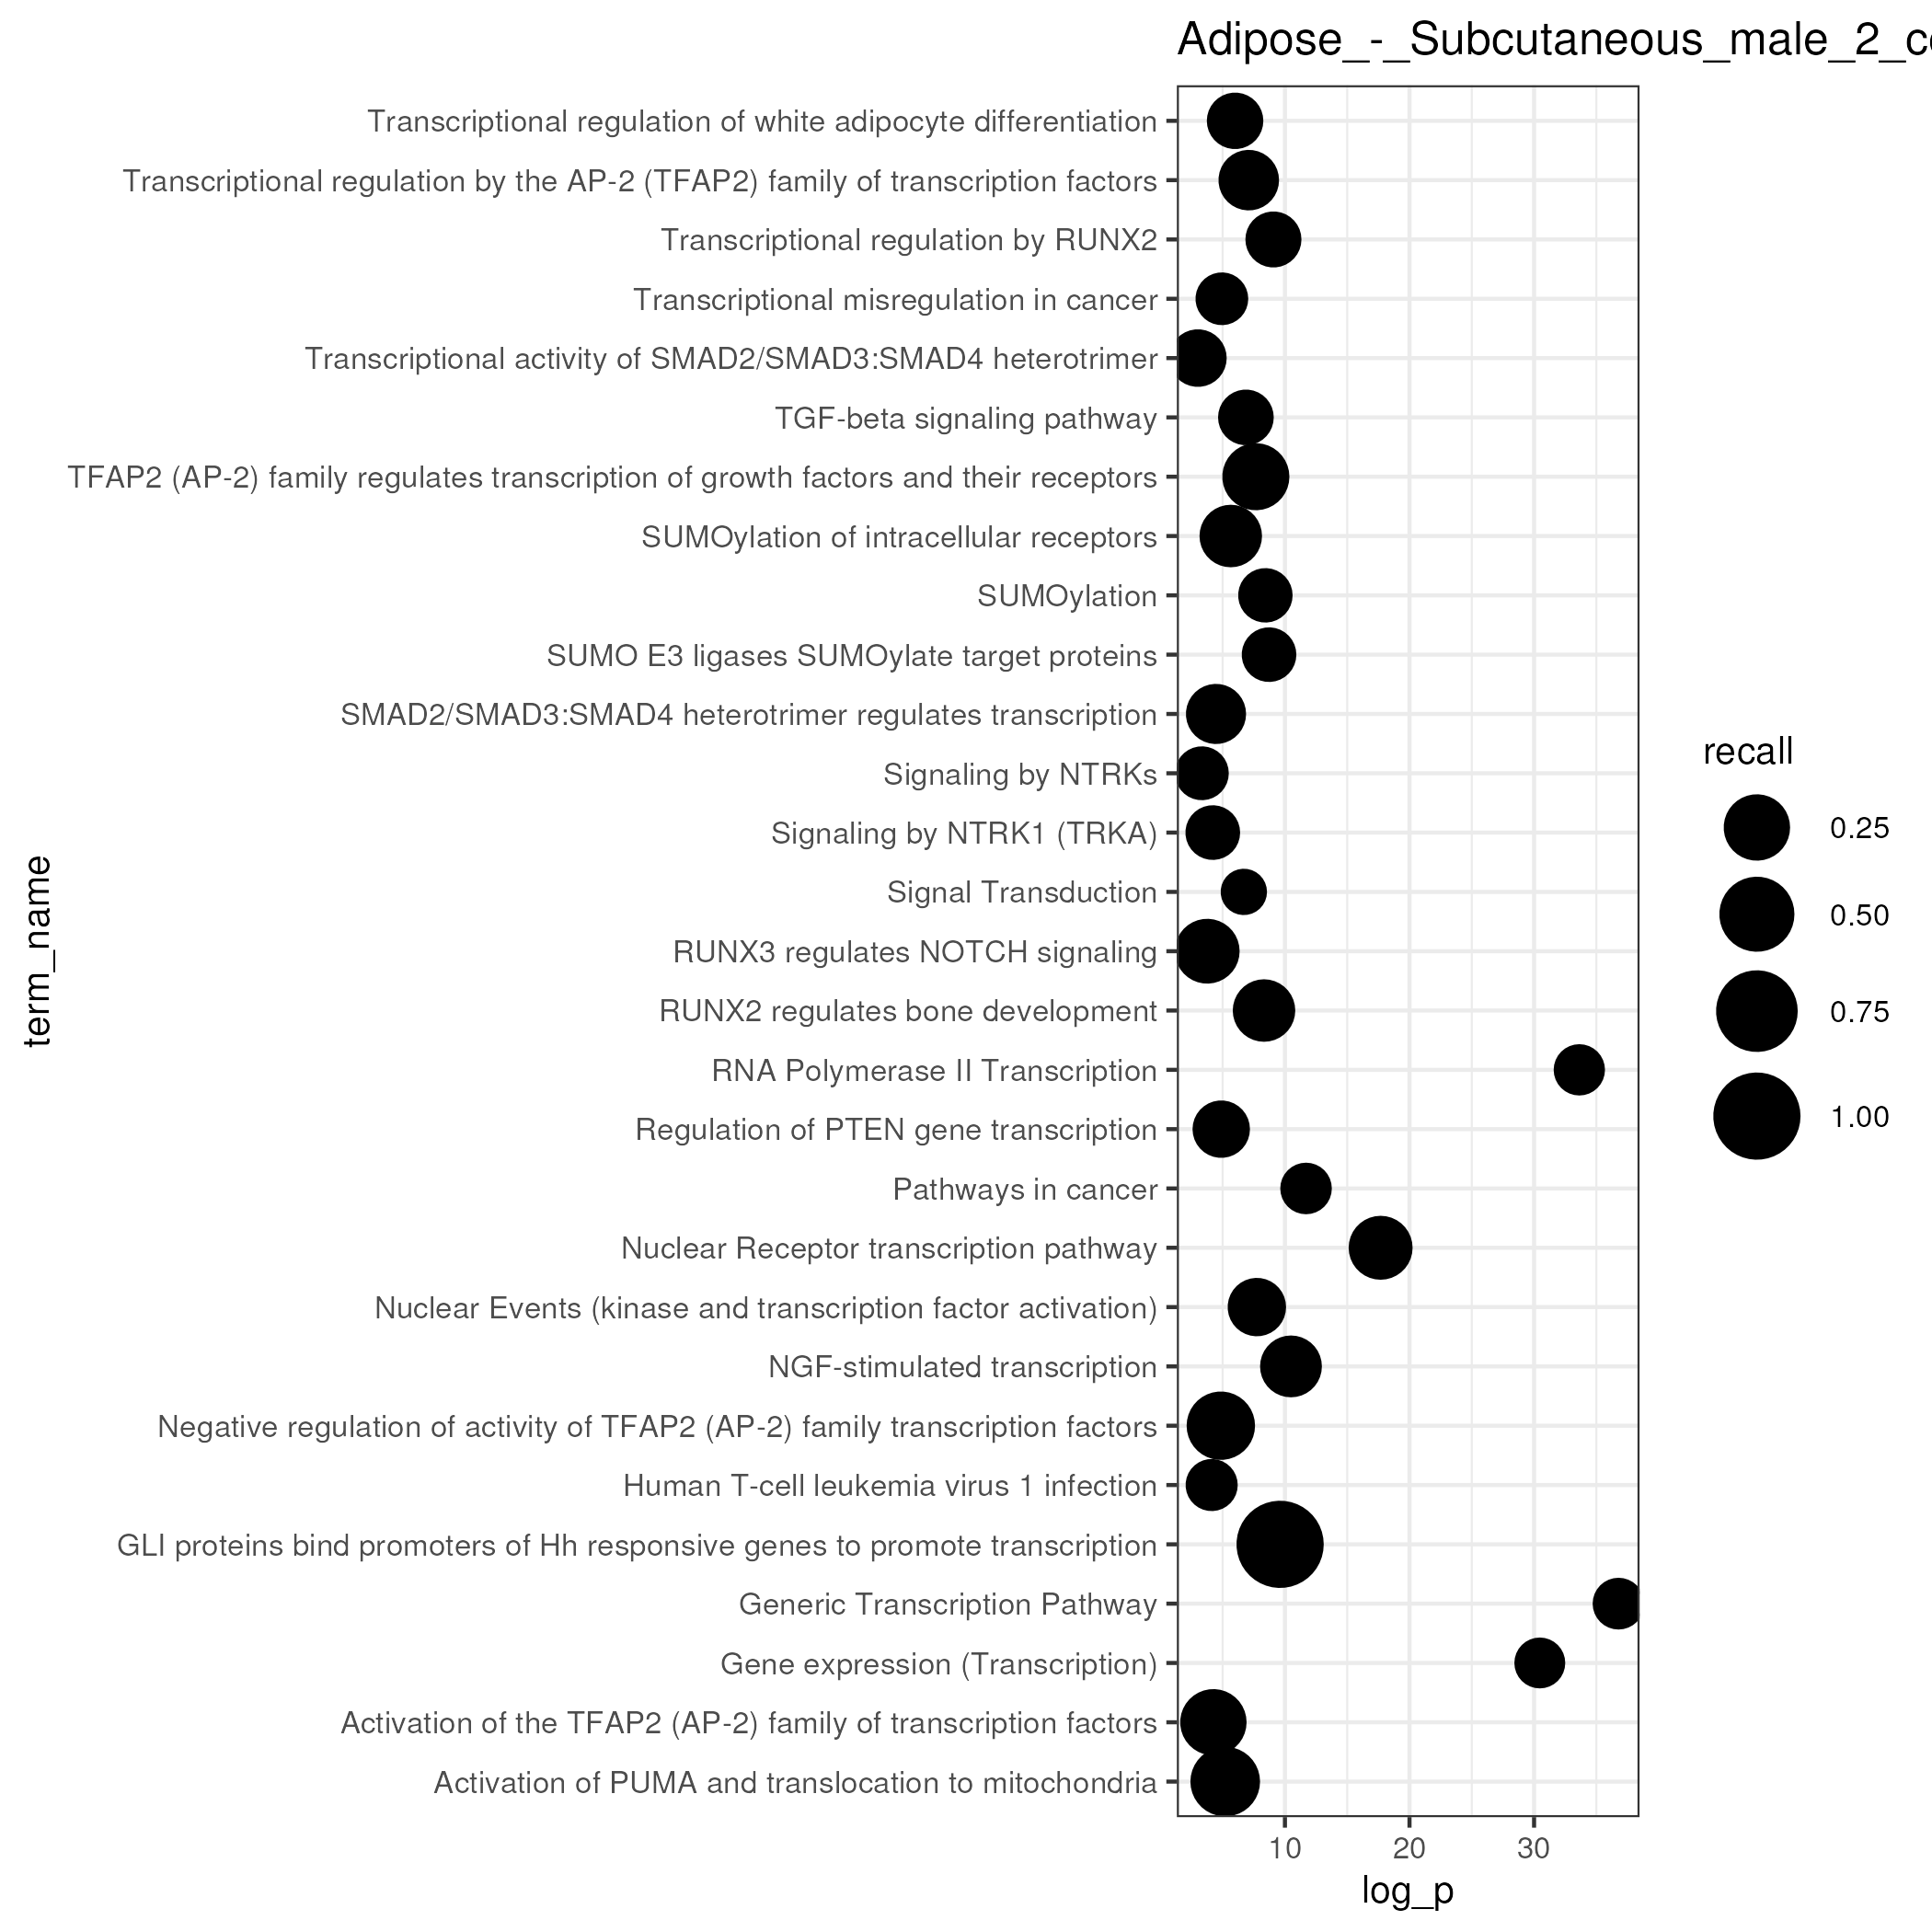 Adipose_-_Subcutaneous_male_2_c
Transcriptional regulation of white adipocyte differentiation
Transcriptional regulation by the AP-2 (TFAP2) family of transcription factors
Transcriptional regulation by RUNX2
Transcriptional misregulation in cancer
Transcriptional activity of SMAD2/SMAD3:SMAD4 heterotrimer
TGF-beta signaling pathway
TFAP2 (AP-2) family regulates transcription of growth factors and their receptors
SUMOylation of intracellular receptors
SUMOylation
SUMO E3 ligases SUMOylate target proteins
SMAD2/SMAD3:SMAD4 heterotrimer regulates transcription
Signaling by NTRKs
Signaling by NTRK1 (TRKA)
Signal Transduction
RUNX3 regulates NOTCH signaling
RUNX2 regulates bone development
RNA Polymerase II Transcription
Regulation of PTEN gene transcription
Pathways in cancer
Nuclear Receptor transcription pathway
Nuclear Events (kinase and transcription factor activation)
NGF-stimulated transcription
Negative regulation of activity of TFAP2 (AP-2) family transcription factors
Human T-cell leukemia virus 1 infection
GLI proteins bind promoters of Hh responsive genes to promote transcription
Generic Transcription Pathway
Gene expression (Transcription)
Activation of the TFAP2 (AP-2) family of transcription factors
Activation of PUMA and translocation to mitochondria
term_name
10 20 30
log_p
recall
0.25
0.50
0.75
1.00